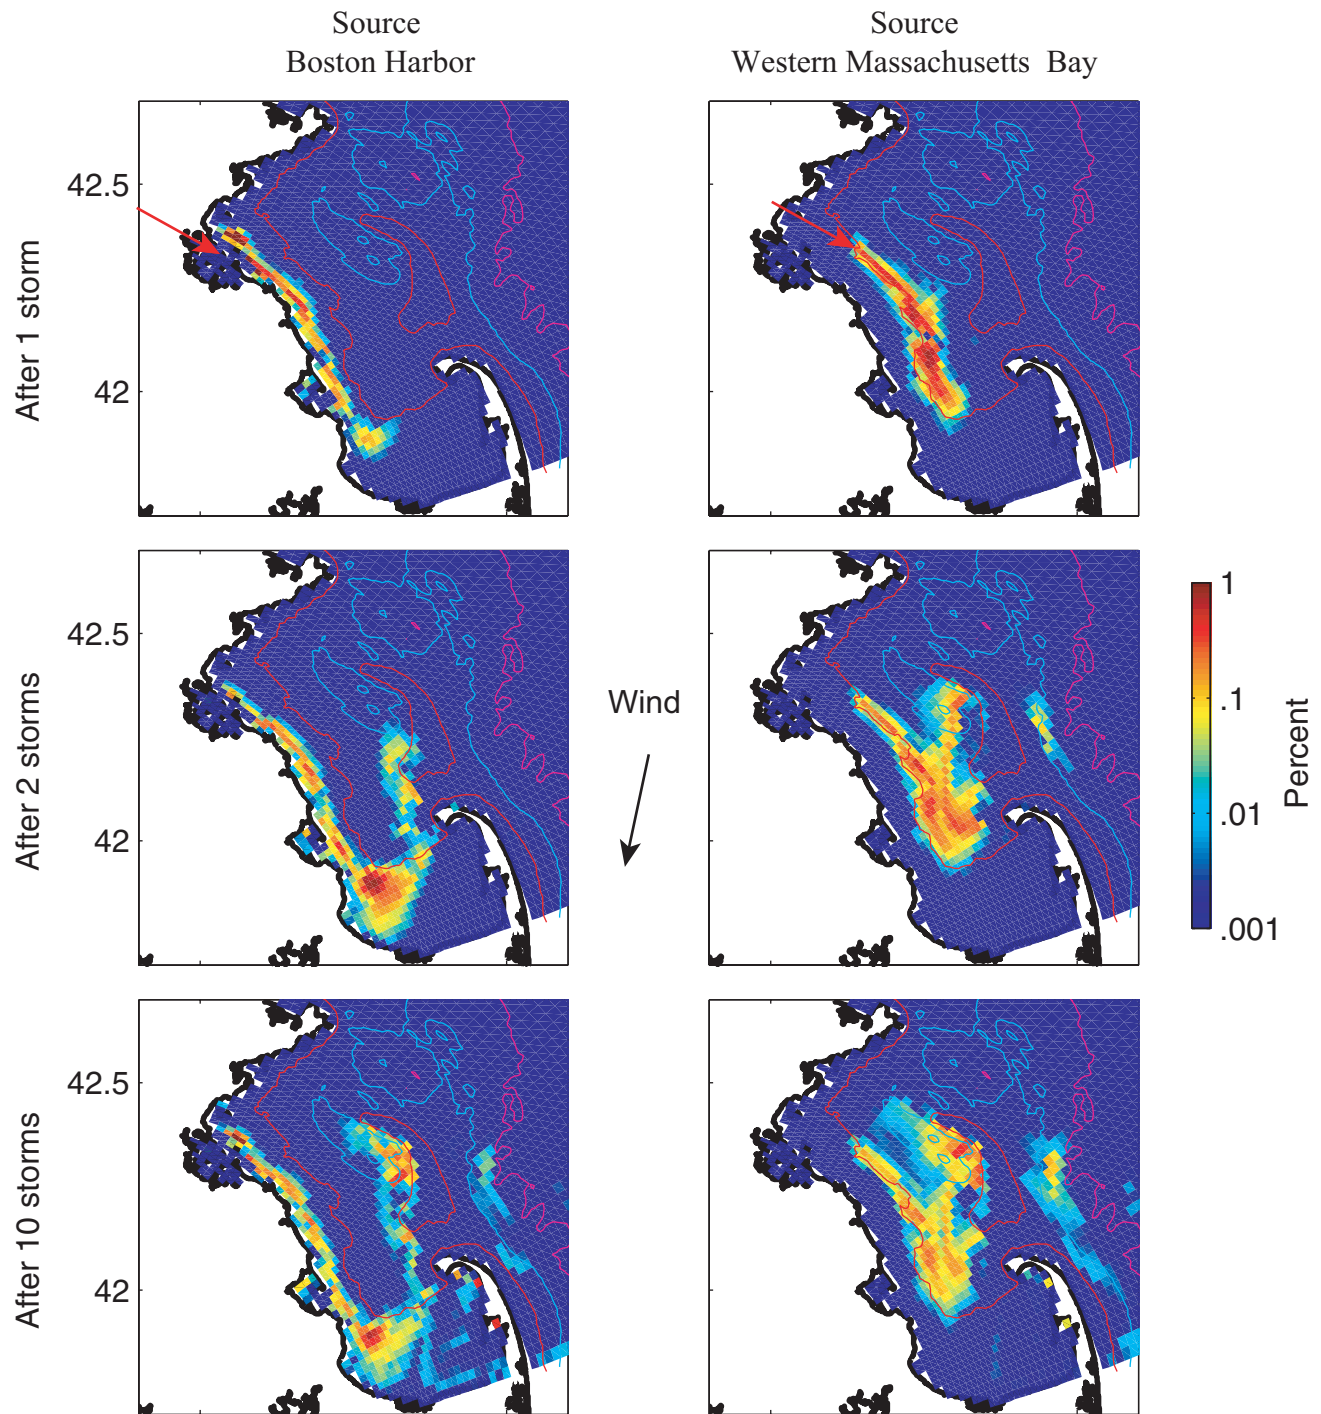 Source
Boston Harbor
Source
Western Massachusetts Bay
After 1 storm
42.5
42
After 2 storms
42.5
42
Wind
1
.1
.01
.001
Percent
After 10 storms
42.5
42